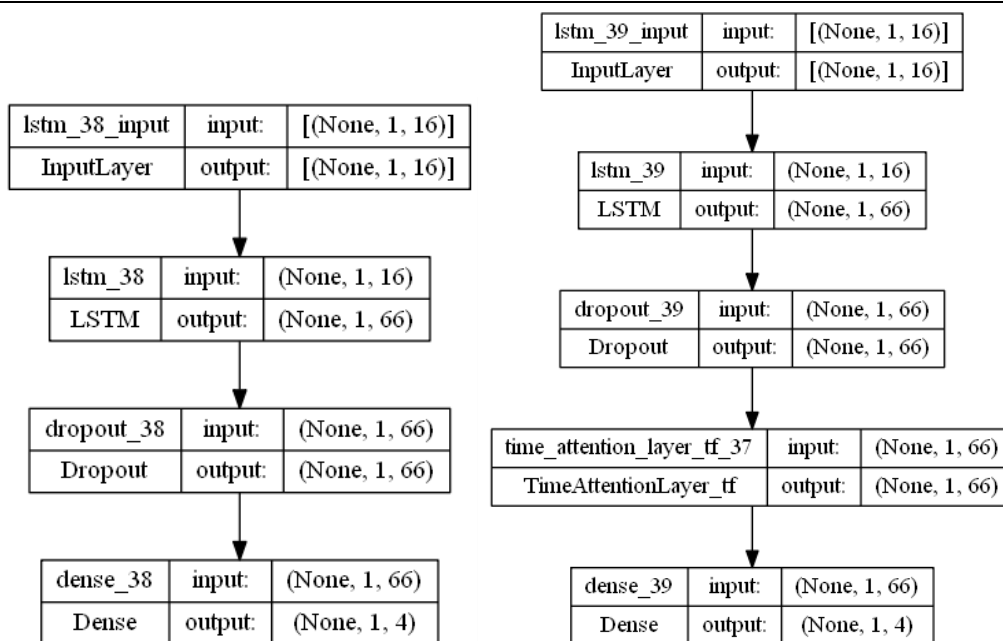 lstm_38_input input: [(None, 1, 16)]
InputLayer output: [(None, 1, 16)]
lstm_38 input: (None, 1, 16)
LSTM output: (None, 1, 66)
dropout_38 input: (None, 1, 66)
Dropout output: (None, 1, 66)
dense_38 input: (None, 1, 66)
Dense output: (None, 1, 4)
lstm_39_input input: [(None, 1, 16)]
InputLayer output: [(None, 1, 16)]
lstm_39 input: (None, 1, 16)
LSTM output: (None, 1, 66)
dropout_39 input: (None, 1, 66)
Dropout output: (None, 1, 66)
time_attention_layer_tf_37 input: (None, 1, 66)
TimeAttentionLayer_tf output: (None, 1, 66)
dense_39 input: (None, 1, 66)
Dense output: (None, 1, 4)